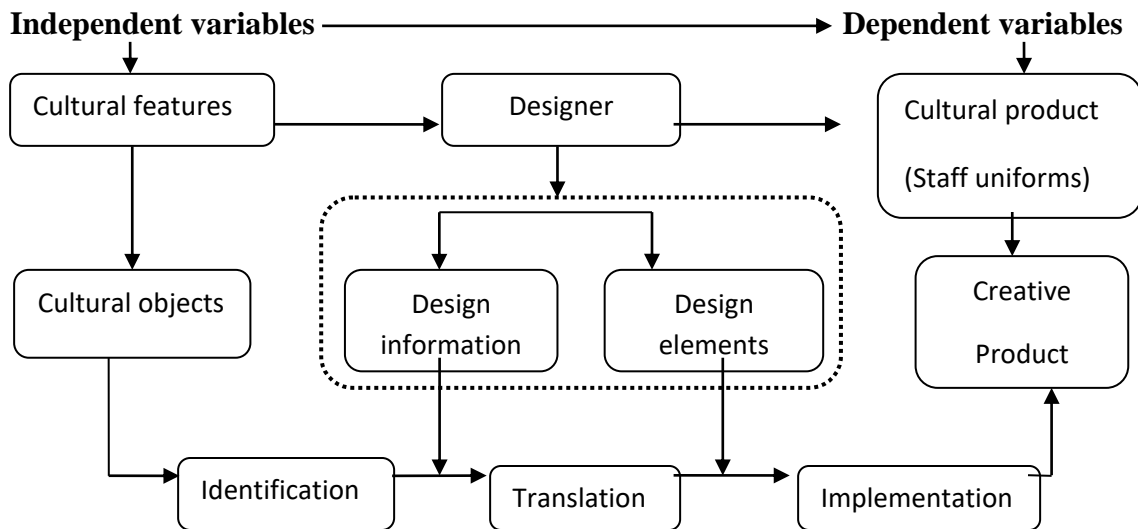 Independent variables
Dependent variables
Cultural features
Designer
Cultural product
(Staff uniforms)
Cultural objects
Design
information
Design
elements
Creative
Product
Identification
Translation
Implementation